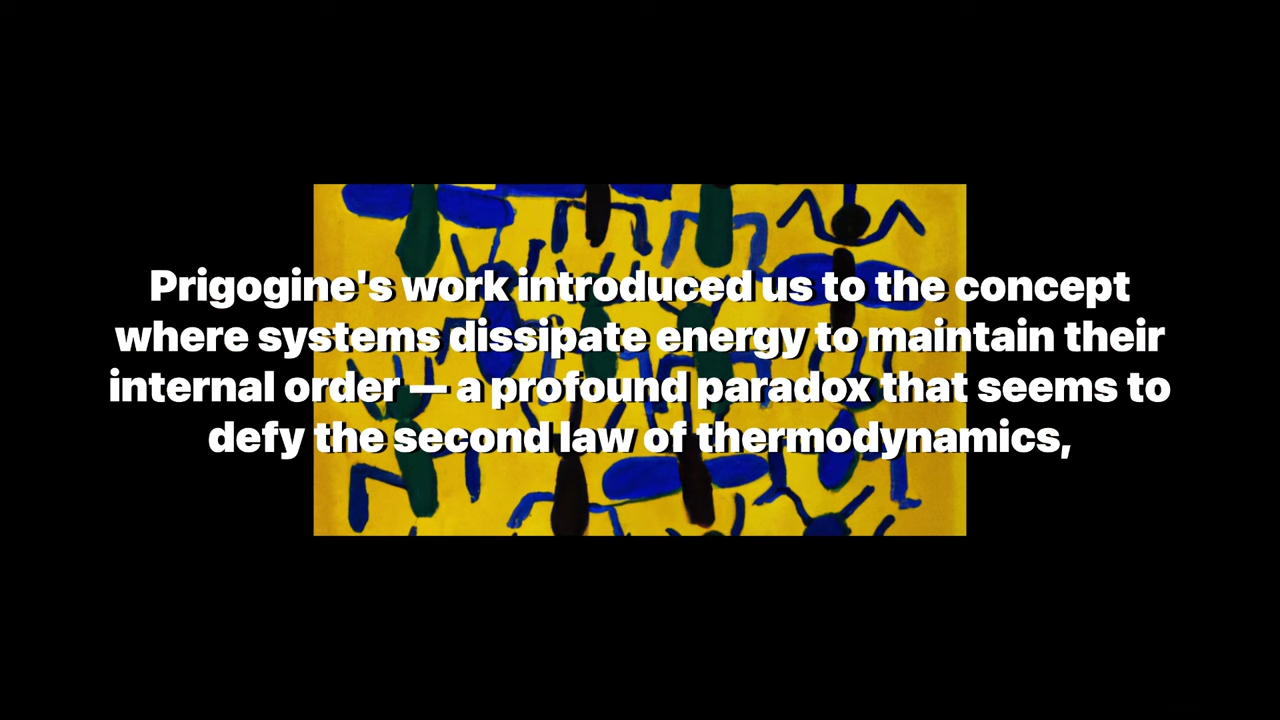 Prigogine's work introduced us to the concept
where systems dissipate energy to maintain their
internal order — a profound paradox that seems to
defy the second law of thermodynamics,